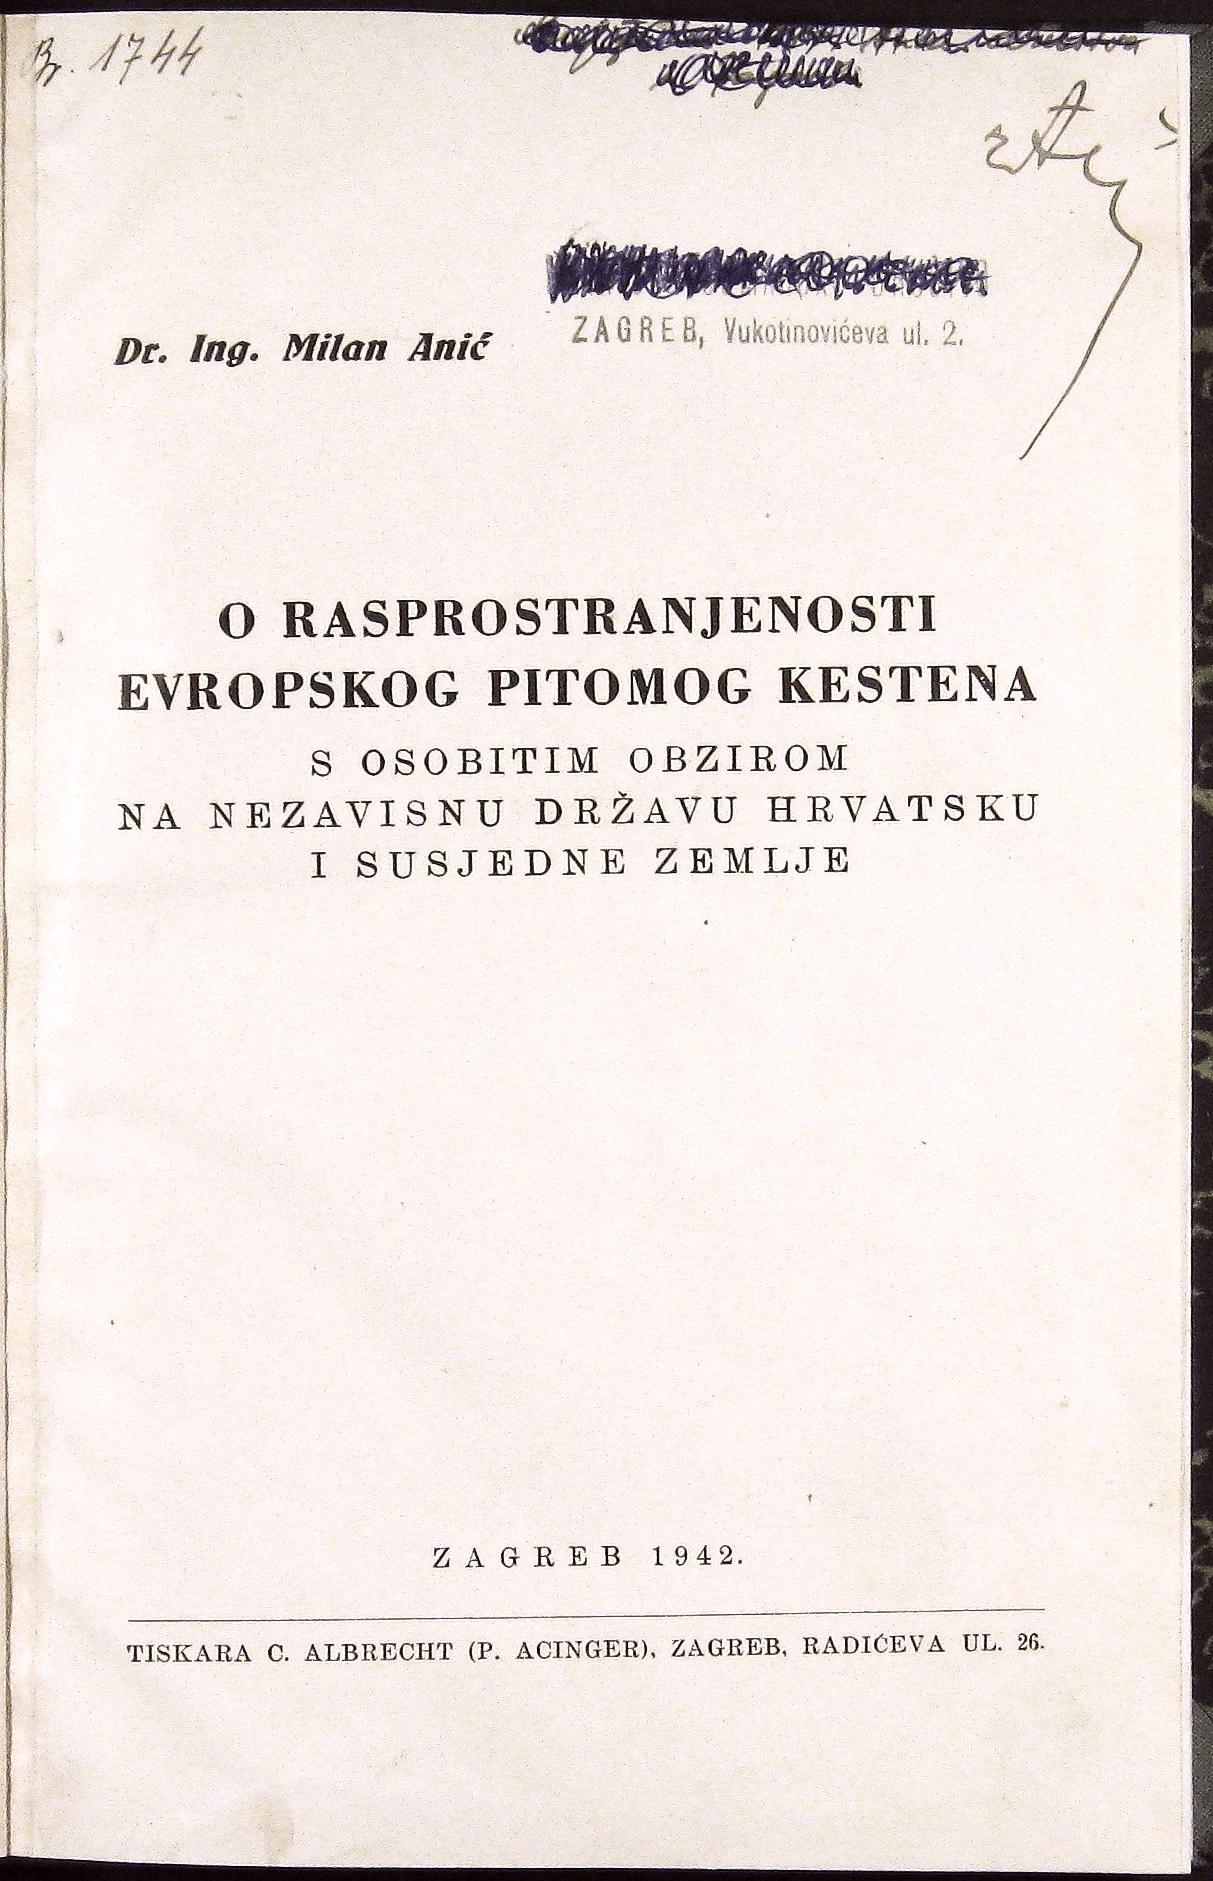 Br. 1744
ZAGREB, Vukotinovićeva ul. 2.
Dr. Ing. Milan Anić
O RASPROSTRANJENOSTI
EVROPSKOG PITOMOG KESTENA
S OSOBITIM OBZIROM
NA NEZAVISNU DRŽAVU HRVATSKU
I SUSJEDNE ZEMLJE
ZAGREB 1942.
TISKARA C. ALBRECHT (P. ACINGER), ZAGREB, RADIĆEVA UL. 26.